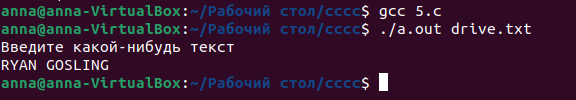 anna@anna-VirtualBox:~/Рабочий стол/сссс$ gcc 5.c
anna@anna-VirtualBox:~/Рабочий стол/сссс$ ./a.out drive.txt
Введите какой-нибудь текст
RYAN GOSLING
anna@anna-VirtualBox:~/Рабочий стол/сссс$